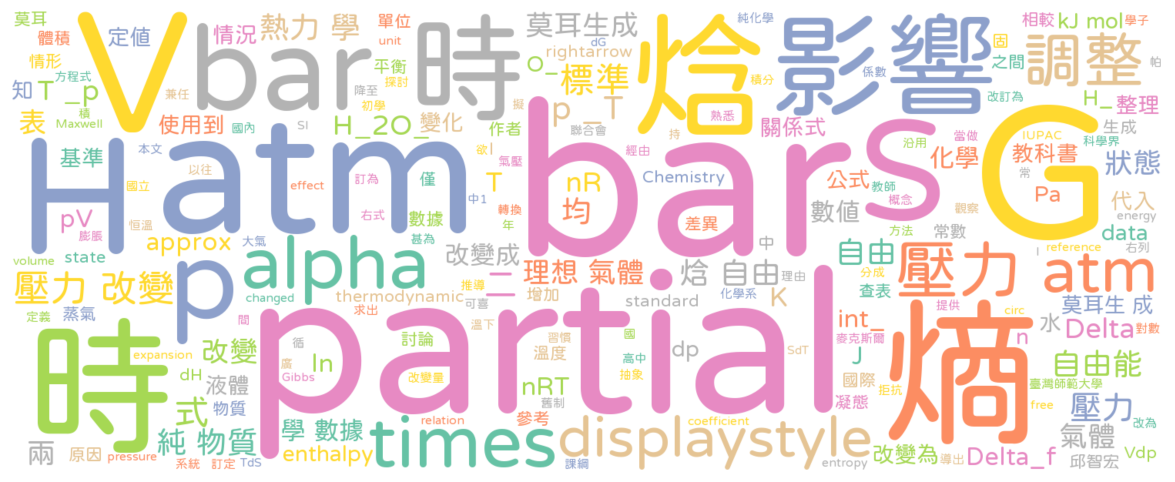 莫耳
體積
定值
情況
熱力 學
單位
unit
莫耳生成
純化學
dG
相較
kJ mol
學子
情形
方程式
知
T _p
積
兼任
表
Maxwell
使用到
國內
SI
V
bar
平衡
探討
降至
初學
時
rightarrow
O_
標準
p _T
擬
聯合會
焓
積分
係數
影響
固
之間
改訂為
帕
調整
H_
整理
生成
IUPAC
科學界
常
教科書
沿用
當做
H_2O_
變化
作者
欲
l
氣壓
持
熟悉
經由
關係式
基準
本文
國立
以往
effect
訂為
僅
T
nR
均
Chemistry
差異
公式
教師
概念
化學
觀察
狀態
Pa
代入
pV
膨脹
恒溫
右式
數據
中1
轉換
年
數值
方法
常數
data
energy
H
atm
bar
S
G
state
volume
approx
大氣
甚為
改變成
中
理由
自由
分成
查表
reference
右列
壓力 改變
p
alpha
二
理想 氣體
焓 自由
壓力
atm
l
蒸氣
定義
間
changed
thermodynamic
推導
可喜
求出
增加
溫下
standard
化學系
K
提供
circ
莫耳生 成
對數
水
Delta
時
partial
熵
改變
ln
循
廣
討論
習慣
溫度
國
高中
抽象
dp
int_
麥克斯爾
J
SdT
n
自由能
expansion
dH
Gibbs
改變量
nRT
舊制
參考
國際
凝態
抵抗
臺灣師範大學
free
液體
物質
式
壓力
改為
純 物質
學 數據
times
relation
displaystyle
coefficient
氣體
兩
原因
pressure
系統
訂定
TdS
enthalpy
課綱
entropy
改變為
導出
Delta_f
邱智宏
Vdp